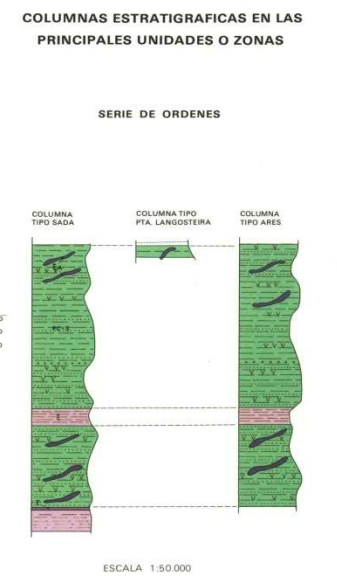 COLUMNAS ESTRATIGRAFICAS EN LAS
PRINCIPALES UNIDADES O ZONAS
SERIE DE ORDENES
COLUMNA
TIPO SADA
COLUMNA TIPO
PTA. LANGOSTEIRA
COLUMNA
TIPO ARES
PC-S
ESCALA 1:50.000